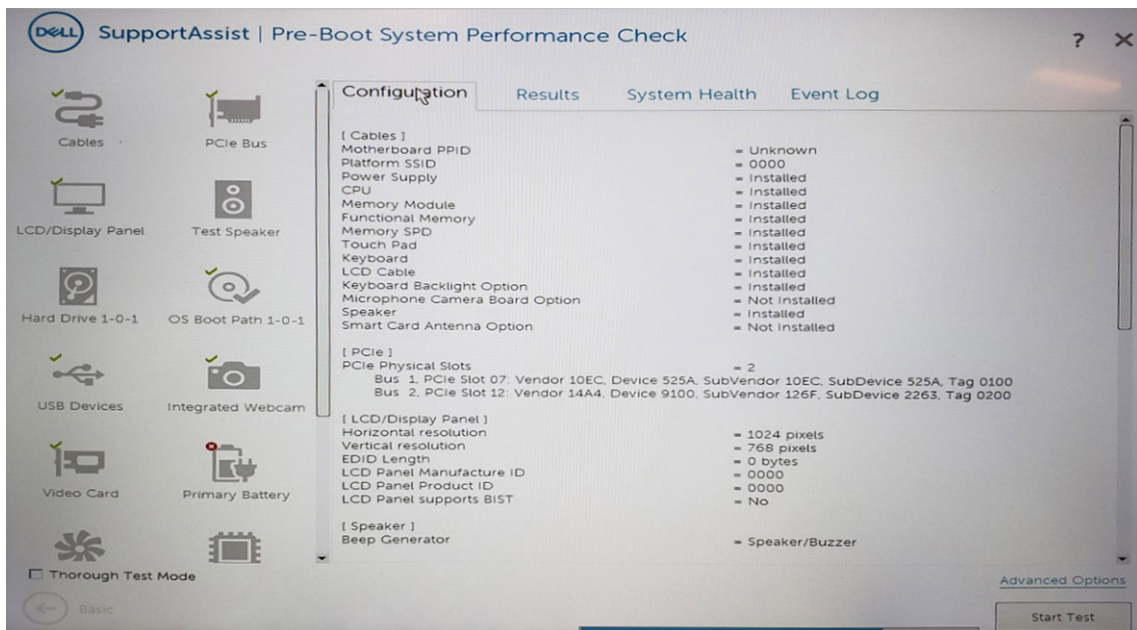 DELL SupportAssist | Pre-Boot System Performance Check
? ×
Configuration Results System Health Event Log
Cables PCIe Bus
LCD/Display Panel Test Speaker
Hard Drive 1-0-1 OS Boot Path 1-0-1
USB Devices Integrated Webcam
Video Card Primary Battery
[ Cables ]
Motherboard PPID = Unknown
Platform SSID = 0000
Power Supply = Installed
CPU = Installed
Memory Module = Installed
Functional Memory = Installed
Memory SPD = Installed
Touch Pad = Installed
Keyboard = Installed
LCD Cable = Installed
Keyboard Backlight Option = Installed
Microphone Camera Board Option = Not Installed
Speaker = Installed
Smart Card Antenna Option = Not Installed
[ PCIe ]
PCIe Physical Slots = 2
Bus 1, PCIe Slot 07: Vendor 10EC, Device 525A, SubVendor 10EC, SubDevice 525A, Tag 0100
Bus 2, PCIe Slot 12: Vendor 14A4, Device 9100, SubVendor 126F, SubDevice 2263, Tag 0200
[ LCD/Display Panel ]
Horizontal resolution = 1024 pixels
Vertical resolution = 768 pixels
EDID Length = 0 bytes
LCD Panel Manufacture ID = 0000
LCD Panel Product ID = 0000
LCD Panel supports BIST = No
[ Speaker ]
Beep Generator = Speaker/Buzzer
Thorough Test Mode
Advanced Options
Basic
Start Test